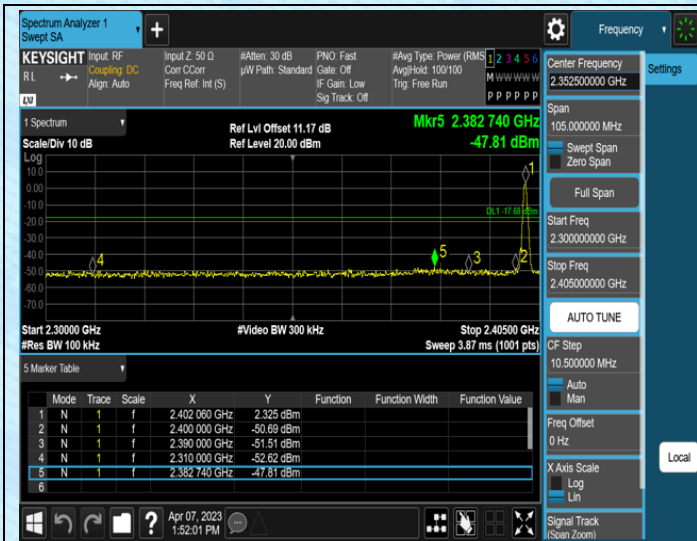 Spectrum Analyzer 1
Swept SA
Frequency
KEYSIGHT
R L
LXI
Input: RF
Coupling: DC
Align: Auto
Input Z: 50 Ω
Corr CCorr
Freq Ref: Int (S)
#Atten: 30 dB
µW Path: Standard
PNO: Fast
Gate: Off
IF Gain: Low
Sig Track: Off
#Avg Type: Power (RMS
Avg|Hold: 100/100
Trig: Free Run
1 2 3 4 5 6
M W W W W W
P P P P P P
1 Spectrum
Scale/Div 10 dB
Ref Lvl Offset 11.17 dB
Ref Level 20.00 dBm
Mkr5 2.382 740 GHz
-47.81 dBm
Log
10.0
0.00
-10.0
-20.0
-30.0
-40.0
-50.0
-60.0
-70.0
1
DL1 -17.68 dBm
4
5
3
2
Start 2.30000 GHz
#Res BW 100 kHz
#Video BW 300 kHz
Stop 2.40500 GHz
Sweep 3.87 ms (1001 pts)
5 Marker Table
Mode Trace Scale X Y Function Function Width Function Value
1 N 1 f 2.402 060 GHz 2.325 dBm
2 N 1 f 2.400 000 GHz -50.69 dBm
3 N 1 f 2.390 000 GHz -51.51 dBm
4 N 1 f 2.310 000 GHz -52.62 dBm
5 N 1 f 2.382 740 GHz -47.81 dBm
6
?
Apr 07, 2023
1:52:01 PM
Center Frequency
2.352500000 GHz
Settings
Span
105.000000 MHz
Swept Span
Zero Span
Full Span
Start Freq
2.300000000 GHz
Stop Freq
2.405000000 GHz
AUTO TUNE
CF Step
10.500000 MHz
Auto
Man
Freq Offset
0 Hz
X Axis Scale
Log
Lin
Local
Signal Track
(Span Zoom)